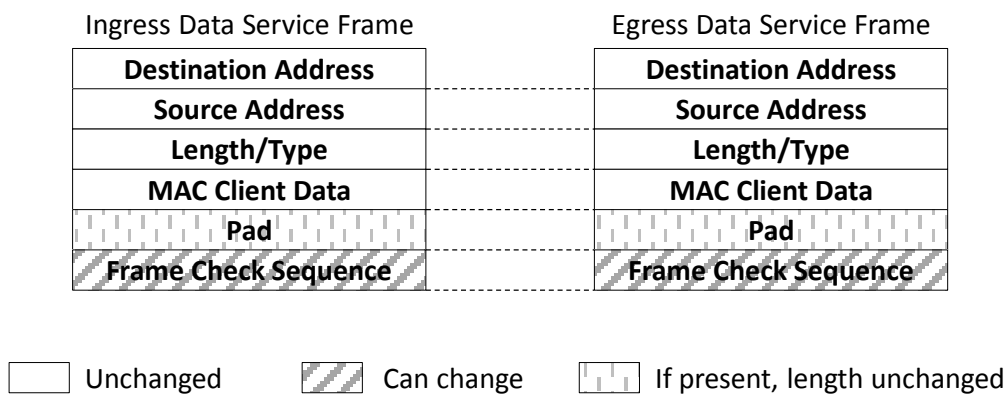 Ingress Data Service Frame
Egress Data Service Frame
Destination Address
Destination Address
Source Address
Source Address
Length/Type
Length/Type
MAC Client Data
MAC Client Data
Pad
Pad
Frame Check Sequence
Frame Check Sequence
Unchanged
Can change
If present, length unchanged